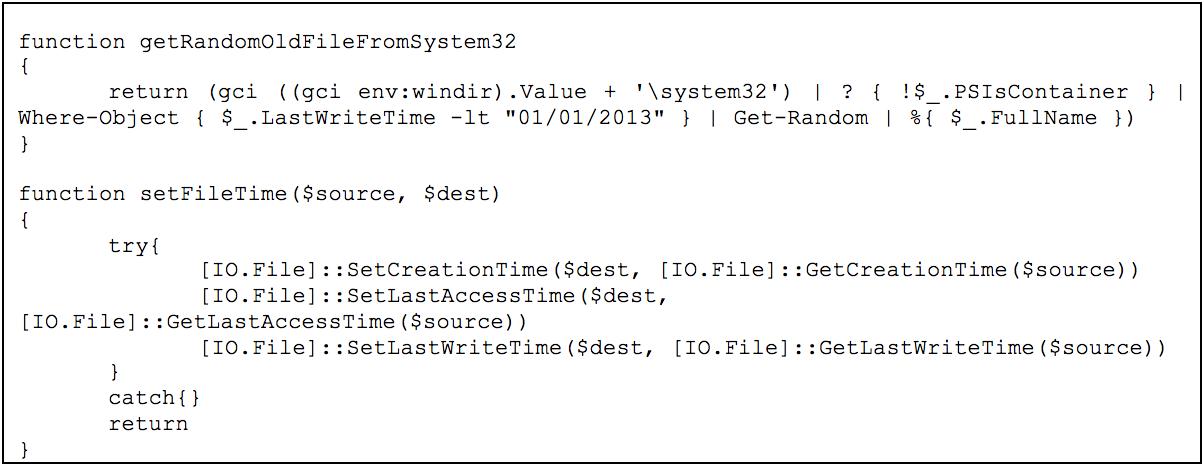 function getRandomOldFileFromSystem32
{
return (gci ((gci env:windir).Value + '\system32') | ? { !$_.PSIsContainer } |
Where-Object { $_.LastWriteTime -lt "01/01/2013" } | Get-Random | %{ $_.FullName })
}
function setFileTime($source, $dest)
{
try{
[IO.File]::SetCreationTime($dest, [IO.File]::GetCreationTime($source))
[IO.File]::SetLastAccessTime($dest,
[IO.File]::GetLastAccessTime($source))
[IO.File]::SetLastWriteTime($dest, [IO.File]::GetLastWriteTime($source))
}
catch{}
return
}